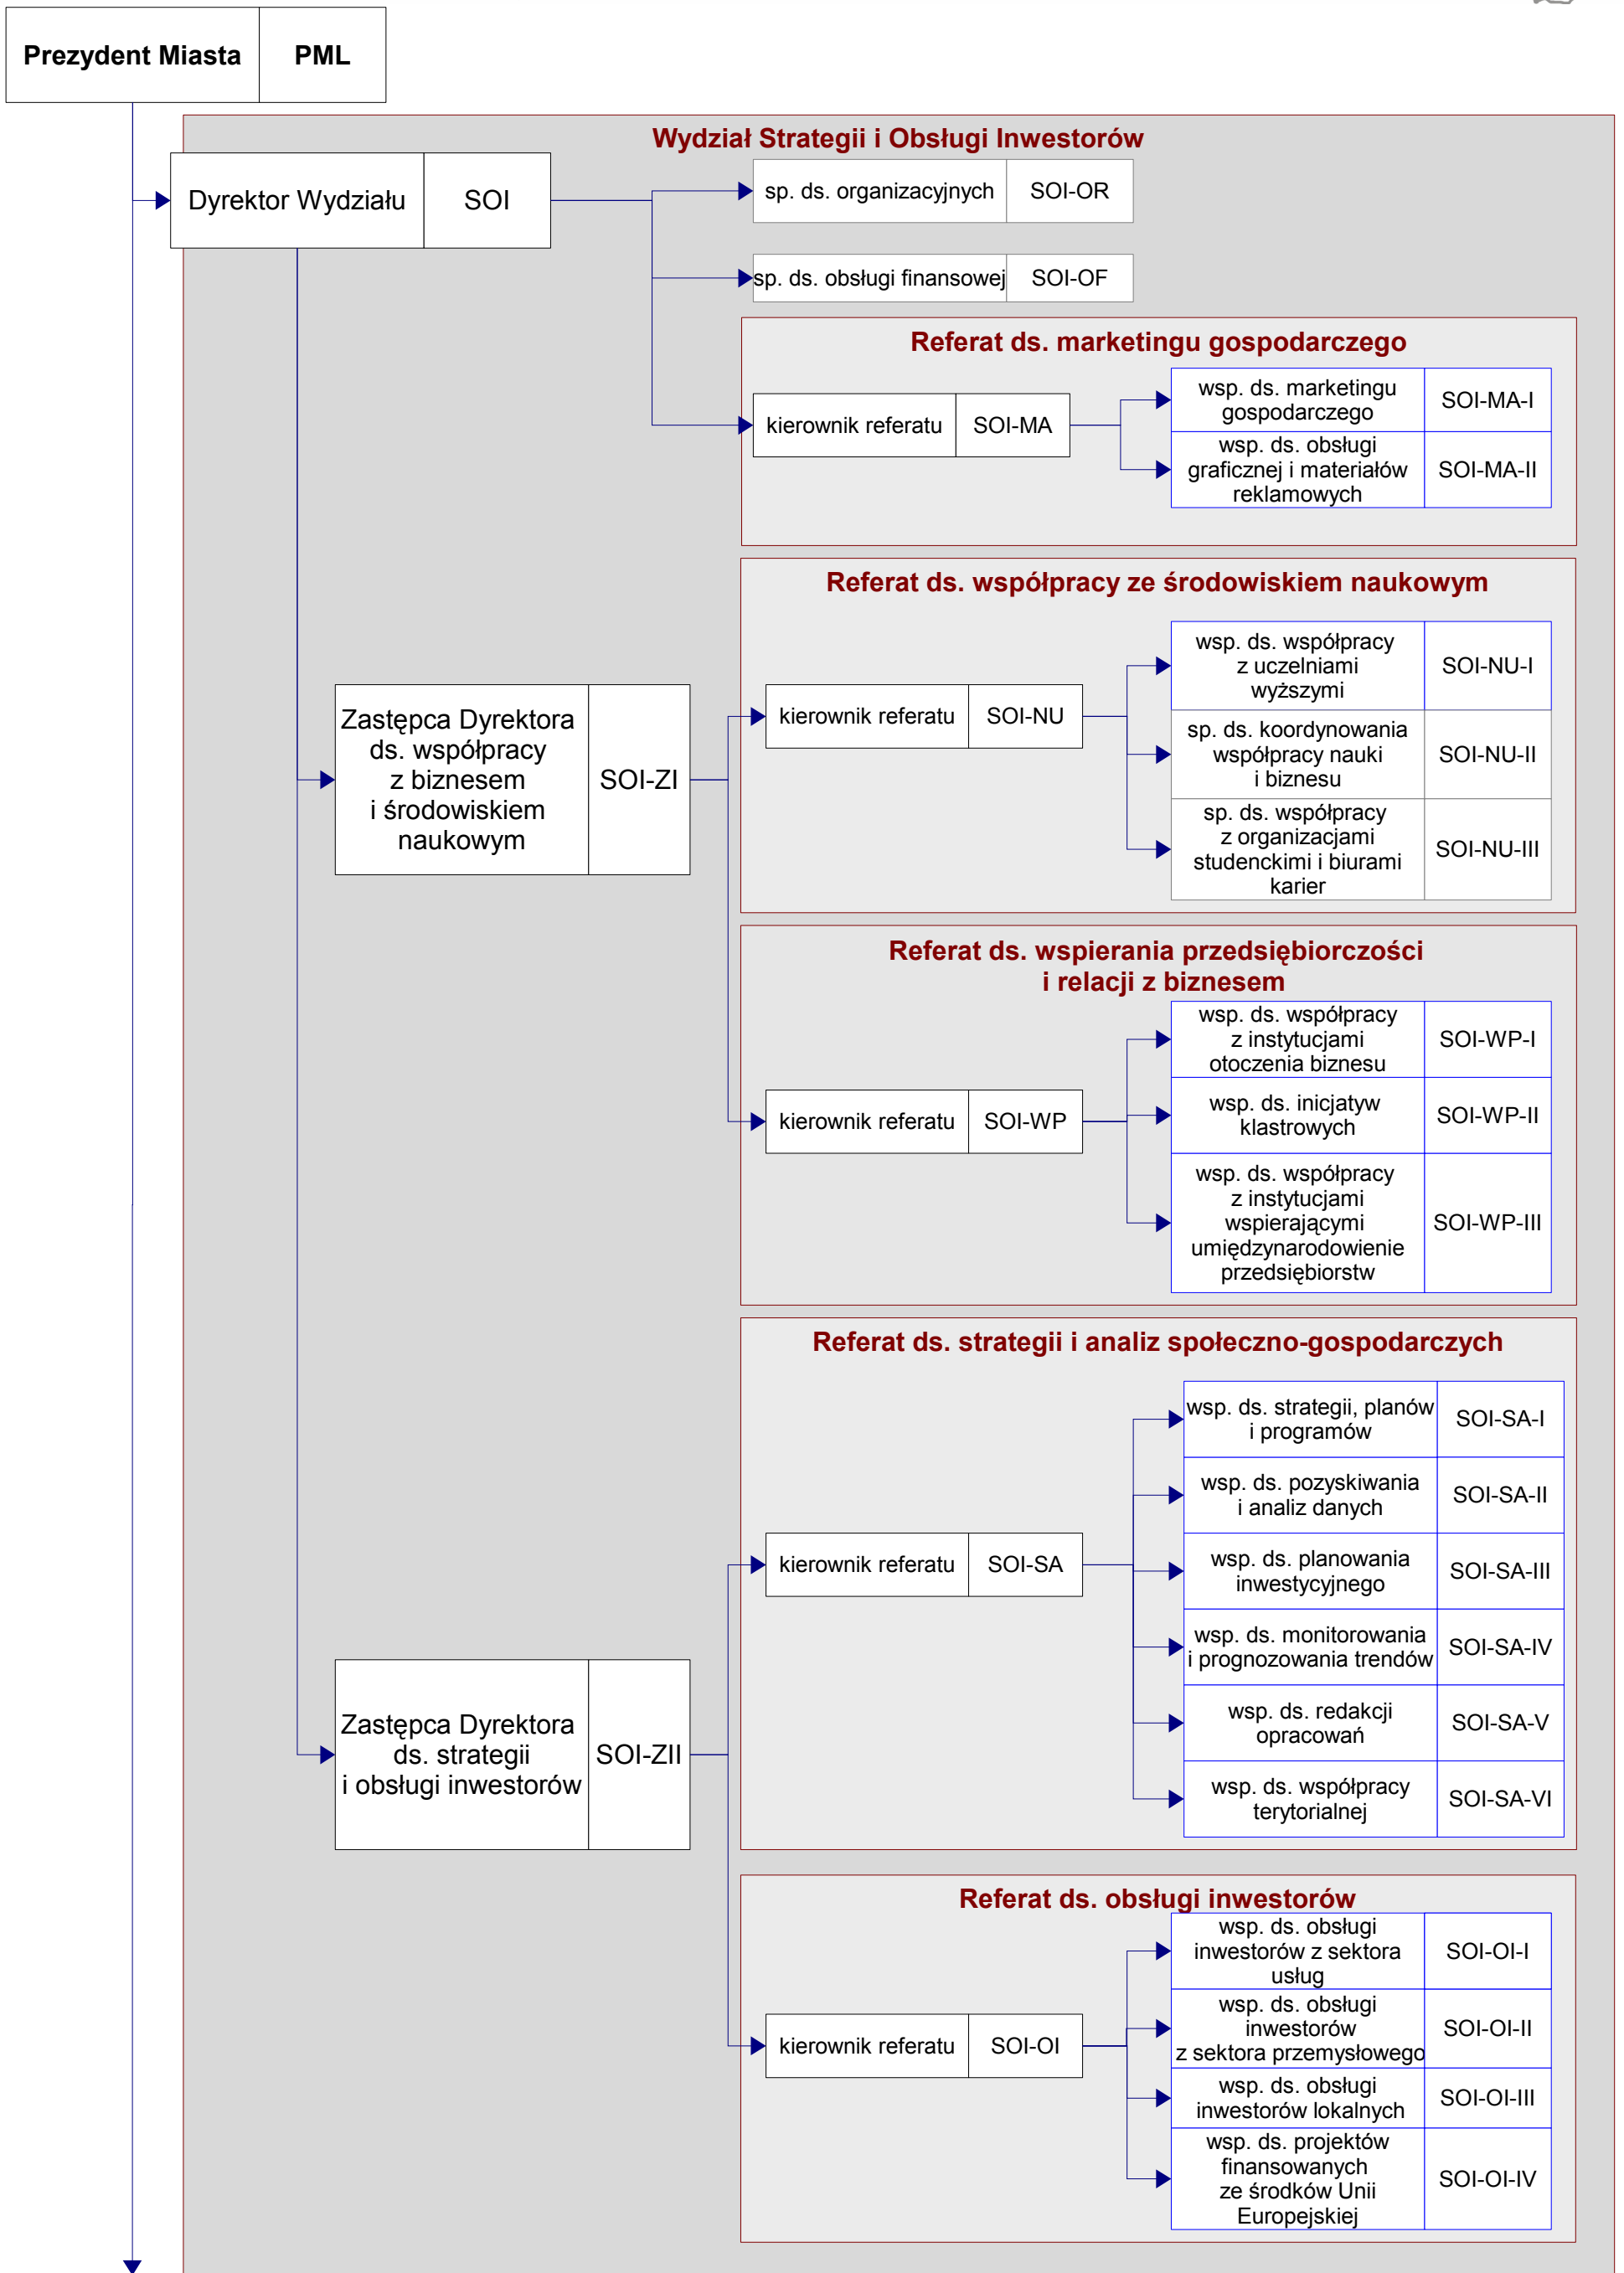 Prezydent Miasta PML
Wydział Strategii i Obsługi Inwestorów
Dyrektor Wydziału SOI
sp. ds. organizacyjnych SOI-OR
sp. ds. obsługi finansowej SOI-OF
Referat ds. marketingu gospodarczego
kierownik referatu SOI-MA
wsp. ds. marketingu
gospodarczego
SOI-MA-I
wsp. ds. obsługi
graficznej i materiałów
reklamowych
SOI-MA-II
Zastępca Dyrektora
ds. współpracy
z biznesem
i środowiskiem
naukowym
SOI-ZI
Referat ds. współpracy ze środowiskiem naukowym
kierownik referatu SOI-NU
wsp. ds. współpracy
z uczelniami
wyższymi
SOI-NU-I
sp. ds. koordynowania
współpracy nauki
i biznesu
SOI-NU-II
sp. ds. współpracy
z organizacjami
studenckimi i biurami
karier
SOI-NU-III
Referat ds. wspierania przedsiębiorczości
i relacji z biznesem
kierownik referatu SOI-WP
wsp. ds. współpracy
z instytucjami
otoczenia biznesu
SOI-WP-I
wsp. ds. inicjatyw
klastrowych
SOI-WP-II
wsp. ds. współpracy
z instytucjami
wspierającymi
umiędzynarodowienie
przedsiębiorstw
SOI-WP-III
Zastępca Dyrektora
ds. strategii
i obsługi inwestorów
SOI-ZII
Referat ds. strategii i analiz społeczno-gospodarczych
kierownik referatu SOI-SA
wsp. ds. strategii, planów
i programów
SOI-SA-I
wsp. ds. pozyskiwania
i analiz danych
SOI-SA-II
wsp. ds. planowania
inwestycyjnego
SOI-SA-III
wsp. ds. monitorowania
i prognozowania trendów
SOI-SA-IV
wsp. ds. redakcji
opracowań
SOI-SA-V
wsp. ds. współpracy
terytorialnej
SOI-SA-VI
Referat ds. obsługi inwestorów
kierownik referatu SOI-OI
wsp. ds. obsługi
inwestorów z sektora
usług
SOI-OI-I
wsp. ds. obsługi
inwestorów
z sektora przemysłowego
SOI-OI-II
wsp. ds. obsługi
inwestorów lokalnych
SOI-OI-III
wsp. ds. projektów
finansowanych
ze środków Unii
Europejskiej
SOI-OI-IV